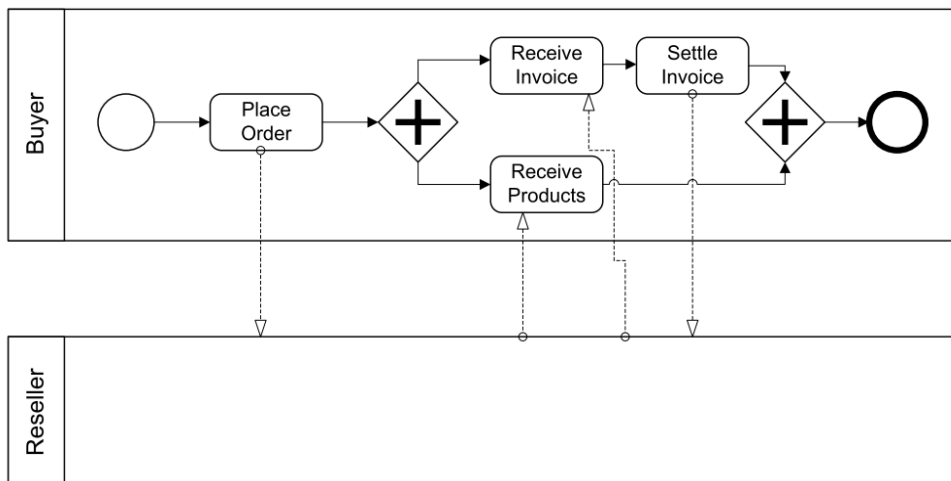 Buyer
Place
Order
Receive
Invoice
Settle
Invoice
Receive
Products
Reseller